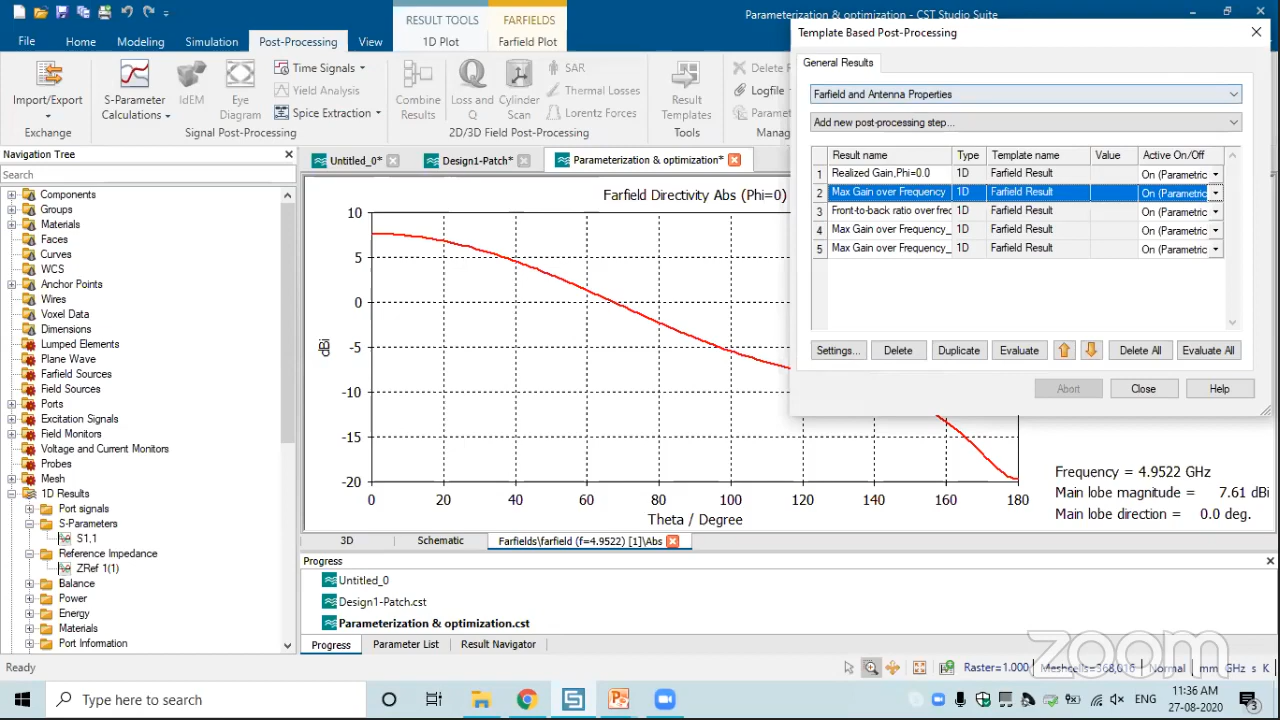 Parameterization & optimization - CST Studio Suite
RESULT TOOLS
FARFIELDS
File
Home
Modeling
Simulation
Post-Processing
View
1D Plot
Farfield Plot
Import/Export
Exchange
S-Parameter
Calculations
IdEM
Eye
Diagram
Time Signals
Yield Analysis
Spice Extraction
Signal Post-Processing
Combine
Results
Loss and
Q
Cylinder
Scan
SAR
Thermal Losses
Lorentz Forces
2D/3D Field Post-Processing
Result
Templates
Tools
Delete R
Logfile
Parame
Manag
Template Based Post-Processing
General Results
Farfield and Antenna Properties
Add new post-processing step...
Result name Type Template name Value Active On/Off
1 Realized Gain,Phi=0.0 1D Farfield Result On (Parametric
2 Max Gain over Frequency 1D Farfield Result On (Parametric
3 Front-to-back ratio over frec 1D Farfield Result On (Parametric
4 Max Gain over Frequency_ 1D Farfield Result On (Parametric
5 Max Gain over Frequency_ 1D Farfield Result On (Parametric
Settings... Delete Duplicate Evaluate Delete All Evaluate All
Abort Close Help
Navigation Tree
Search
Components
Groups
Materials
Faces
Curves
WCS
Anchor Points
Wires
Voxel Data
Dimensions
Lumped Elements
Plane Wave
Farfield Sources
Field Sources
Ports
Excitation Signals
Field Monitors
Voltage and Current Monitors
Probes
Mesh
1D Results
Port signals
S-Parameters
S1,1
Reference Impedance
ZRef 1(1)
Balance
Power
Energy
Materials
Port Information
Untitled_0*
Design1-Patch*
Parameterization & optimization*
Farfield Directivity Abs (Phi=0)
10
5
0
-5
-10
-15
-20
dBi
0 20 40 60 80 100 120 140 160 180
Theta / Degree
Frequency = 4.9522 GHz
Main lobe magnitude = 7.61 dBi
Main lobe direction = 0.0 deg.
3D
Schematic
Farfields\farfield (f=4.9522) [1]\Abs
Progress
Untitled_0
Design1-Patch.cst
Parameterization & optimization.cst
Progress
Parameter List
Result Navigator
zoom
Ready
Raster=1.000 Meshcells=368,016 Normal mm GHz s K
Type here to search
ENG
11:36 AM
27-08-2020
3